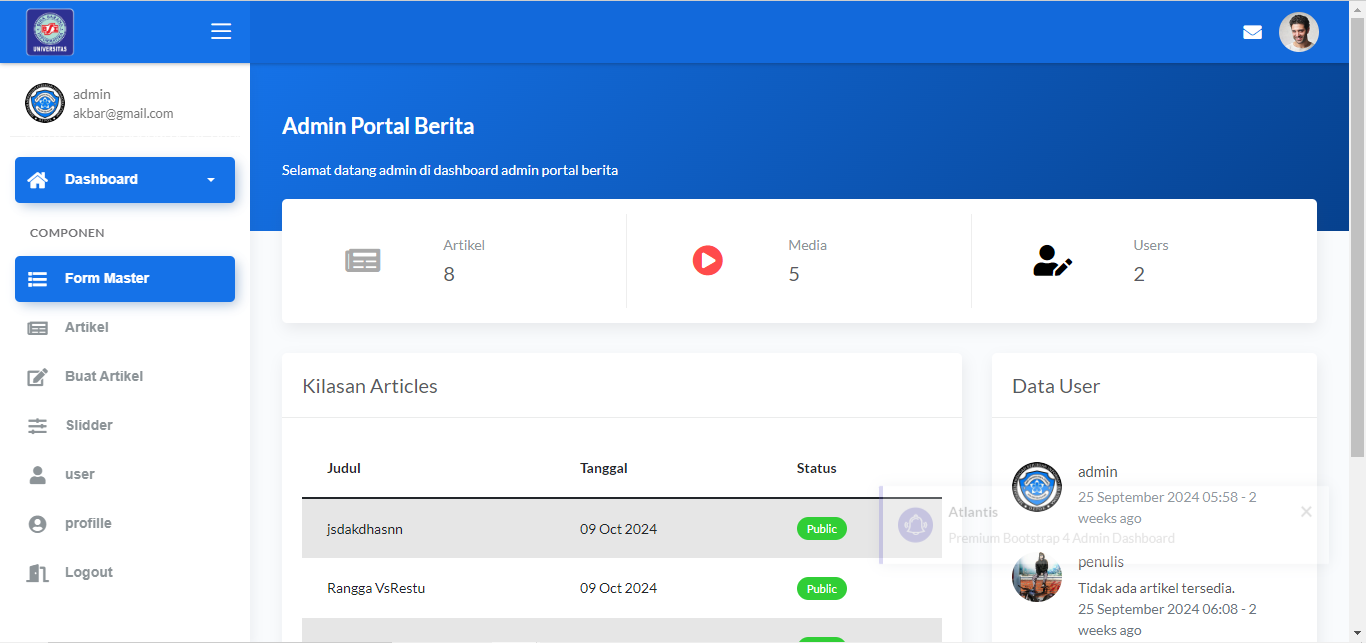 UNIVERSITAS
admin
akbar@gmail.com
Dashboard
COMPONEN
Form Master
Artikel
Buat Artikel
Slidder
user
profille
Logout
Admin Portal Berita
Selamat datang admin di dashboard admin portal berita
Artikel
8
Media
5
Users
2
Kilasan Articles
Judul Tanggal Status
jsdakdhasnn 09 Oct 2024 Public
Rangga VsRestu 09 Oct 2024 Public
Data User
admin
25 September 2024 05:58 - 2
weeks ago
Atlantis
Premium Bootstrap 4 Admin Dashboard
penulis
Tidak ada artikel tersedia.
25 September 2024 06:08 - 2
weeks ago